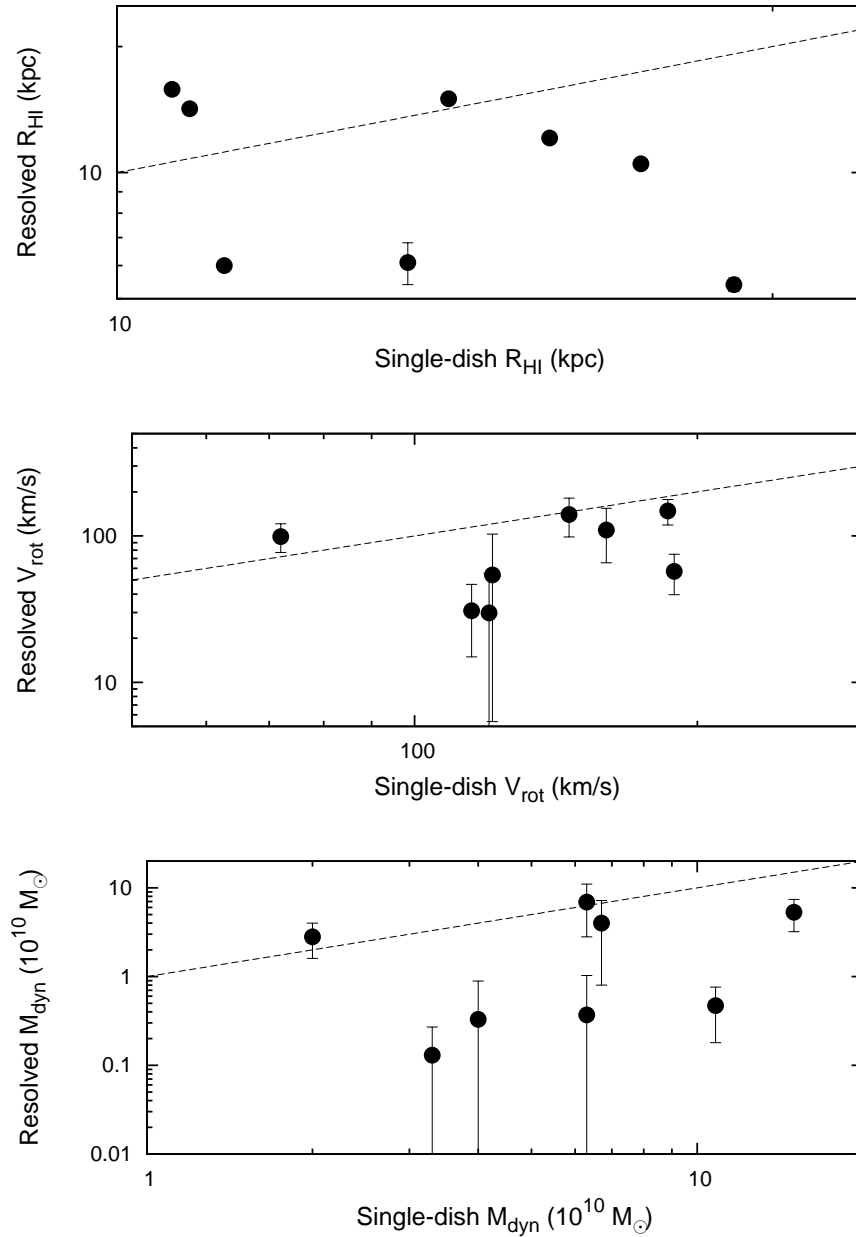 Resolved R_HI (kpc)
10
10
Single-dish R_HI (kpc)
Resolved V_rot (km/s)
100
10
100
Single-dish V_rot (km/s)
Resolved M_dyn (10^10 M_☉)
10
1
0.1
0.01
1
10
Single-dish M_dyn (10^10 M_☉)